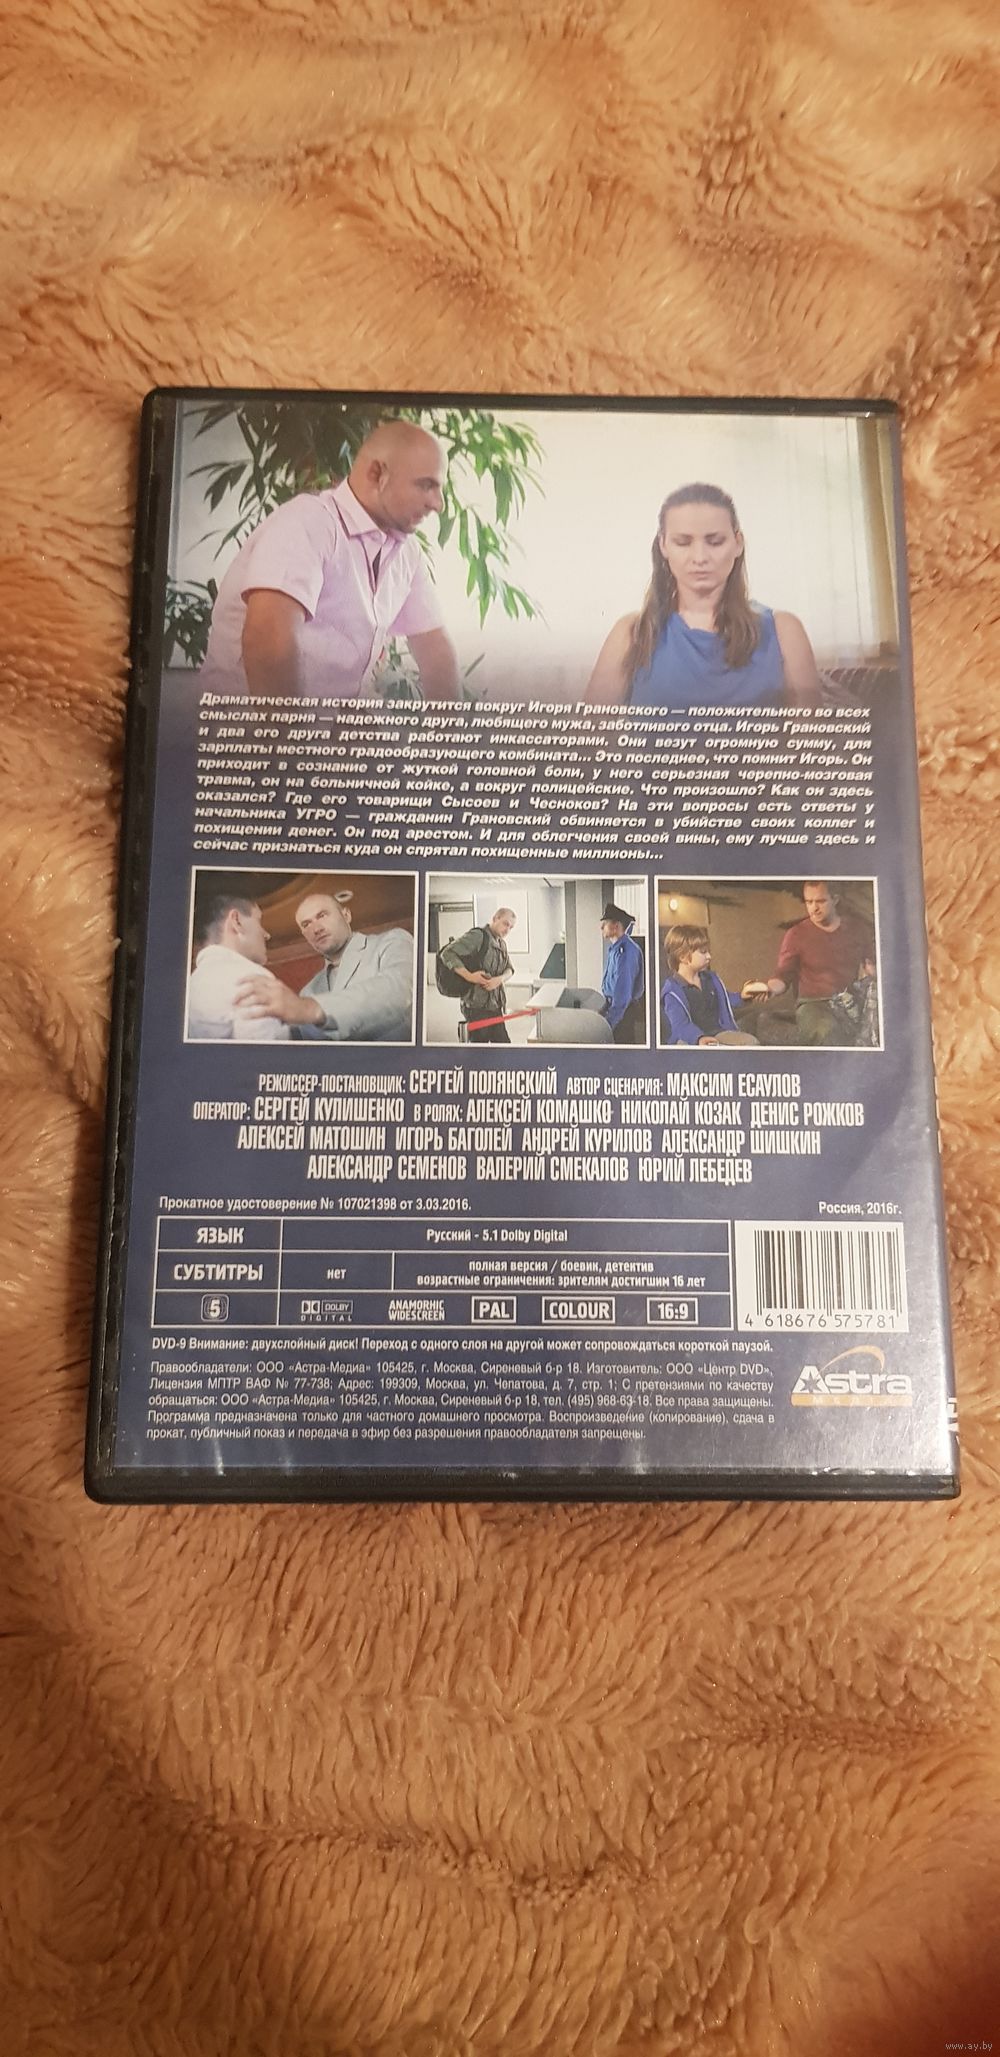 Драматическая история закрутится вокруг Игоря Грановского — положительного во всех
смыслах парня — надежного друга, любящего мужа, заботливого отца. Игорь Грановский
и два его друга детства работают инкассаторами. Они везут огромную сумму, для
зарплаты местного градообразующего комбината... Это последнее, что помнит Игорь. Он
приходит в сознание от жуткой головной боли, у него серьезная черепно-мозговая
травма, он на больничной койке, а вокруг полицейские. Что произошло? Как он здесь
оказался? Где его товарищи Сысоев и Чесноков? На эти вопросы есть ответы у
начальника УГРО — гражданин Грановский обвиняется в убийстве своих коллег и
похищении денег. Он под арестом. И для облегчения своей вины, ему лучше здесь и
сейчас признаться куда он спрятал похищенные миллионы...
РЕЖИССЕР-ПОСТАНОВЩИК: СЕРГЕЙ ПОЛЯНСКИЙ АВТОР СЦЕНАРИЯ: МАКСИМ ЕСАУЛОВ
ОПЕРАТОР: СЕРГЕЙ КУЛИШЕНКО В РОЛЯХ: АЛЕКСЕЙ КОМАШКО НИКОЛАЙ КОЗАК ДЕНИС РОЖКОВ
АЛЕКСЕЙ МАТОШИН ИГОРЬ БАГОЛЕЙ АНДРЕЙ КУРИЛОВ АЛЕКСАНДР ШИШКИН
АЛЕКСАНДР СЕМЕНОВ ВАЛЕРИЙ СМЕКАЛОВ ЮРИЙ ЛЕБЕДЕВ
Прокатное удостоверение № 107021398 от 3.03.2016. Россия, 2016г.
ЯЗЫК Русский - 5.1 Dolby Digital
СУБТИТРЫ нет полная версия / боевик, детектив
возрастные ограничения: зрителям достигшим 16 лет
5 DOLBY DIGITAL ANAMORHIC WIDESCREEN PAL COLOUR 16:9
4 618676 575781
DVD-9 Внимание: двухслойный диск! Переход с одного слоя на другой может сопровождаться короткой паузой.
Правообладатели: ООО «Астра-Медиа» 105425, г. Москва, Сиреневый б-р 18. Изготовитель: ООО «Центр DVD»,
Лицензия МПТР ВАФ № 77-738; Адрес: 199309, Москва, ул. Чепатова, д. 7, стр. 1; С претензиями по качеству
обращаться: ООО «Астра-Медиа» 105425, г. Москва, Сиреневый б-р 18, тел. (495) 968-63-18. Все права защищены.
Программа предназначена только для частного домашнего просмотра. Воспроизведение (копирование), сдача в
прокат, публичный показ и передача в эфир без разрешения правообладателя запрещены.
Astra
МЕДИА
www.ay.by